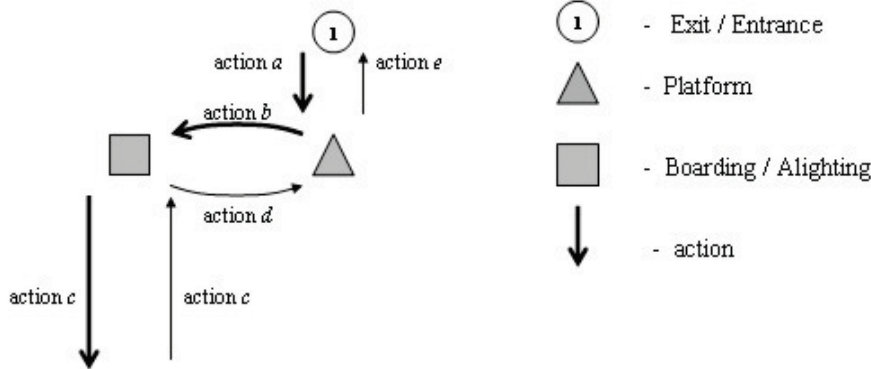 1
action a
action e
action b
action d
action c
action c
1 - Exit / Entrance
- Platform
- Boarding / Alighting
- action